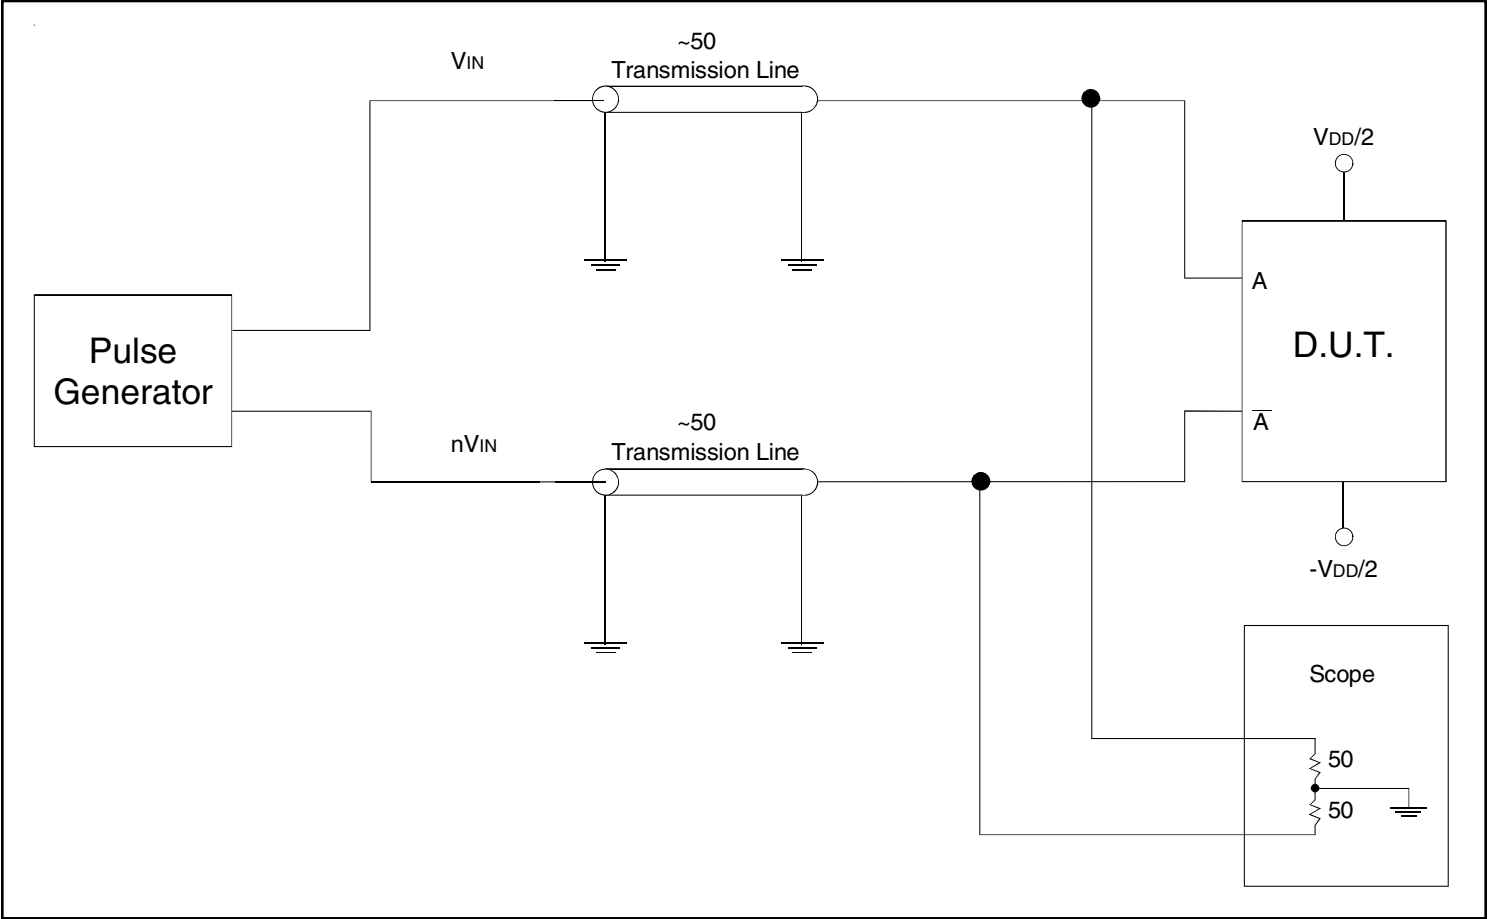 ~50
Transmission Line
VIN
VDD/2
A
D.U.T.
Pulse
Generator
~50
Transmission Line
nVIN
A̅
-VDD/2
Scope
50
50